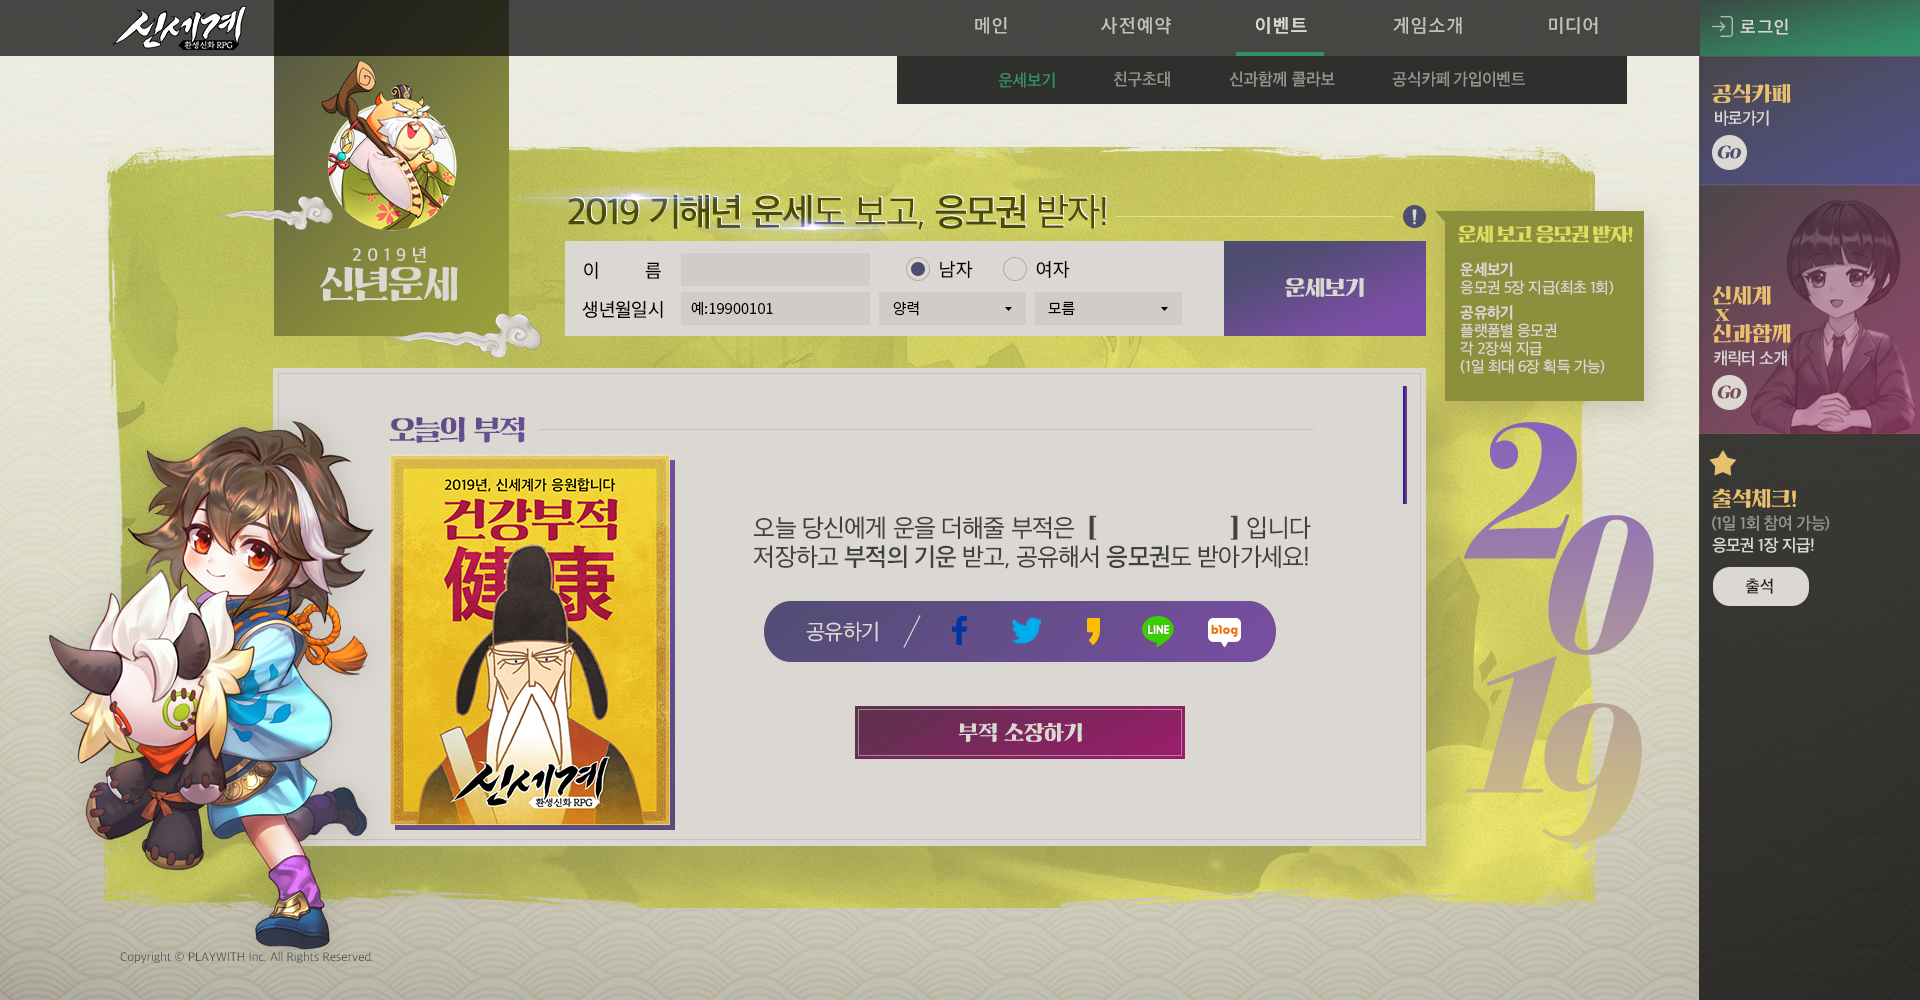 신세계
환생신화 RPG
메인
사전예약
이벤트
게임소개
미디어
로그인
운세보기
친구초대
신과함께 콜라보
공식카페 가입이벤트
공식카페
바로가기
Go
2019년
신년운세
2019 기해년 운세도 보고, 응모권 받자!
!
이 름
남자
여자
생년월일시
예:19900101
양력
모름
운세보기
운세 보고 응모권 받자!
운세보기
응모권 5장 지급(최초 1회)
공유하기
플랫폼별 응모권
각 2장씩 지급
(1일 최대 6장 획득 가능)
신세계
X
신과함께
캐릭터 소개
Go
오늘의 부적
2019년, 신세계가 응원합니다
건강부적
健康
신세계
환생신화 RPG
오늘 당신에게 운을 더해줄 부적은 [ ] 입니다
저장하고 부적의 기운 받고, 공유해서 응모권도 받아가세요!
공유하기
LINE
blog
부적 소장하기
2019
출석체크!
(1일 1회 참여 가능)
응모권 1장 지급!
출석
Copyright © PLAYWITH Inc. All Rights Reserved.